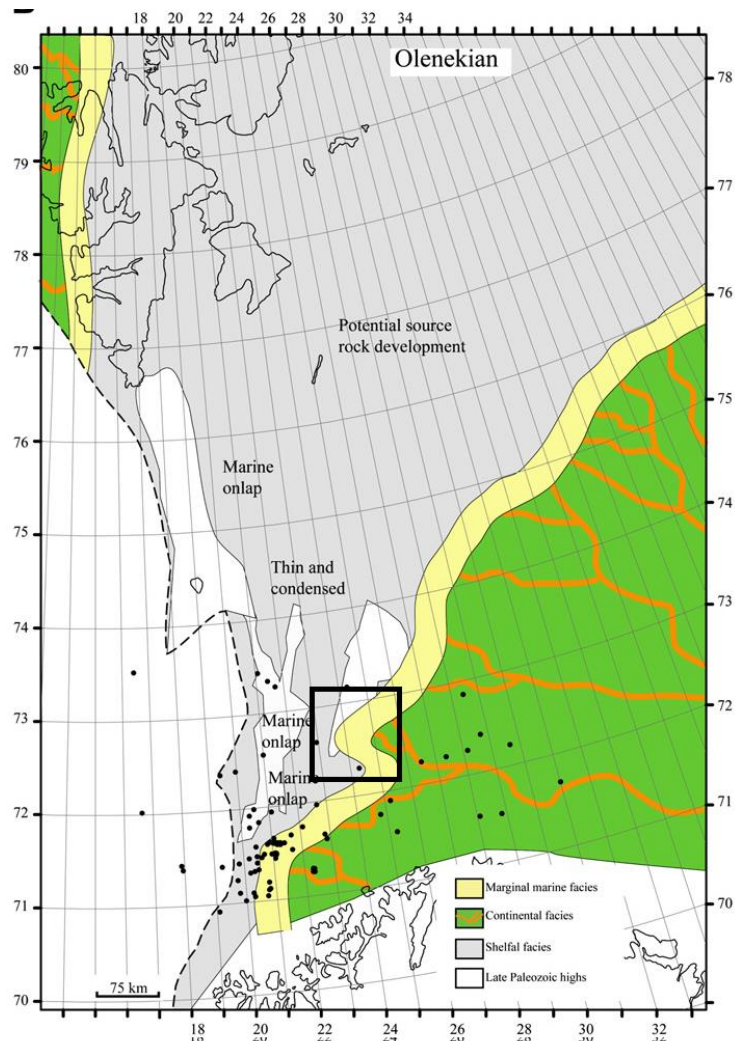 18 20 22 24 26 28 30 32 34
Olenekian
80
79
78
77
76
75
74
73
72
71
70
78
77
76
75
74
73
72
71
70
Potential source
rock development
Marine
onlap
Thin and
condensed
Marine
onlap
Marine
onlap
Marginal marine facies
Continental facies
Shelfal facies
Late Paleozoic highs
75 km
18 20 22 24 26 28 30 32